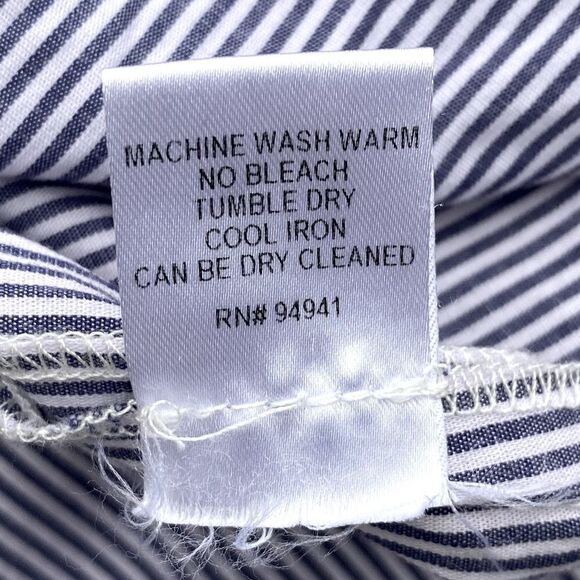 MACHINE WASH WARM
NO BLEACH
TUMBLE DRY
COOL IRON
CAN BE DRY CLEANED
RN# 94941